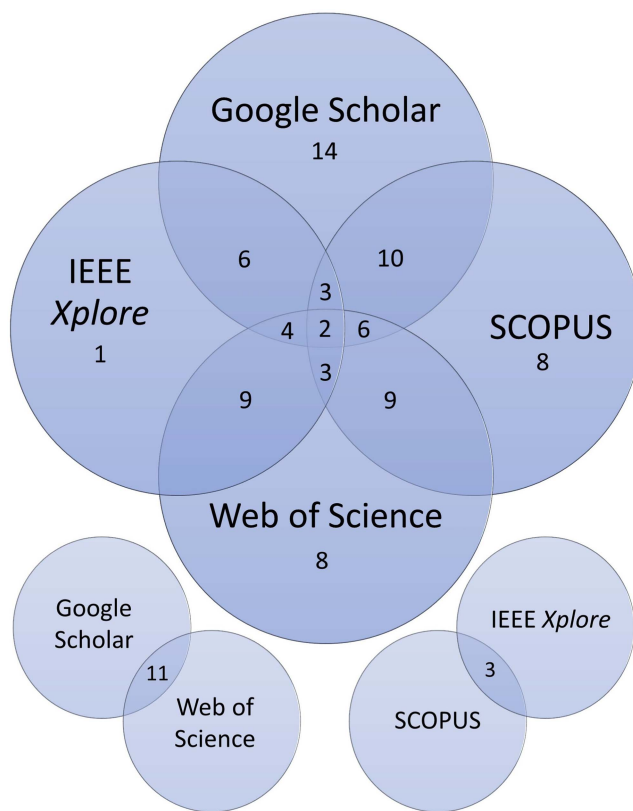 Google Scholar
14
6
10
IEEE
Xplore
1
3
SCOPUS
8
4
2
6
3
9
9
Web of Science
8
Google
Scholar
11
Web of
Science
IEEE Xplore
3
SCOPUS